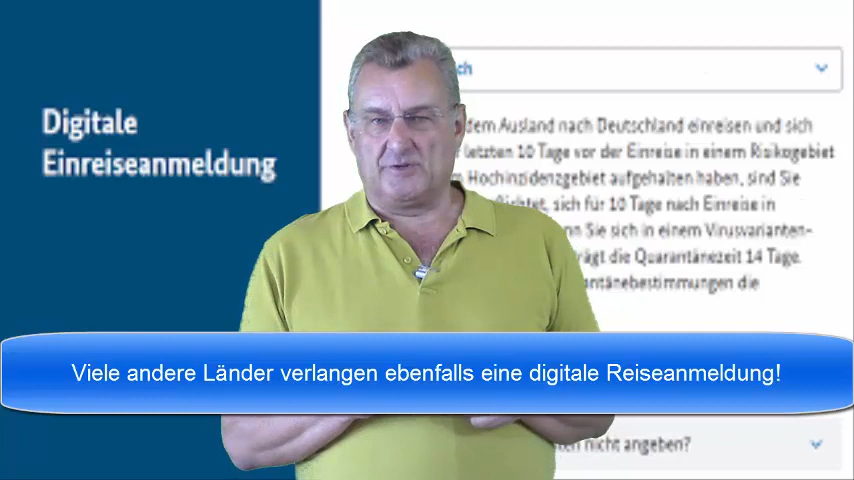 Digitale
Einreiseanmeldung
ch
dem Ausland nach Deutschland einreisen und sich
letzten 10 Tage vor der Einreise in einem Risikogebiet
Hochinzidenzgebiet aufgehalten haben, sind Sie
sich für 10 Tage nach Einreise in
Sie sich in einem Virusvarianten-
die Quarantänezeit 14 Tage.
die
Viele andere Länder verlangen ebenfalls eine digitale Reiseanmeldung!
nicht angeben?